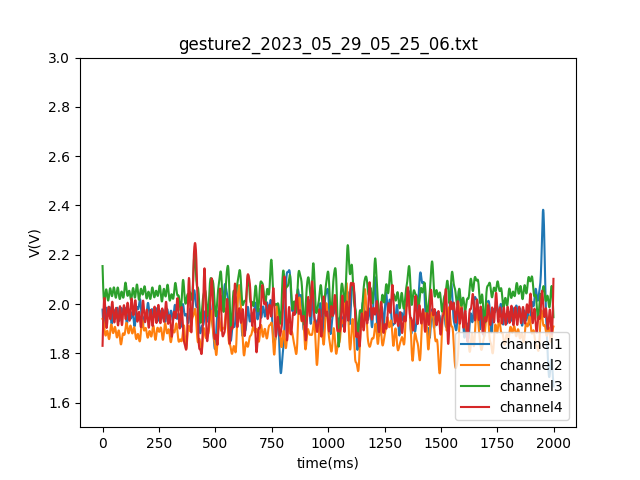 gesture2_2023_05_29_05_25_06.txt
3.0
2.8
2.6
2.4
2.2
2.0
1.8
1.6
V(V)
0 250 500 750 1000 1250 1500 1750 2000
time(ms)
channel1
channel2
channel3
channel4